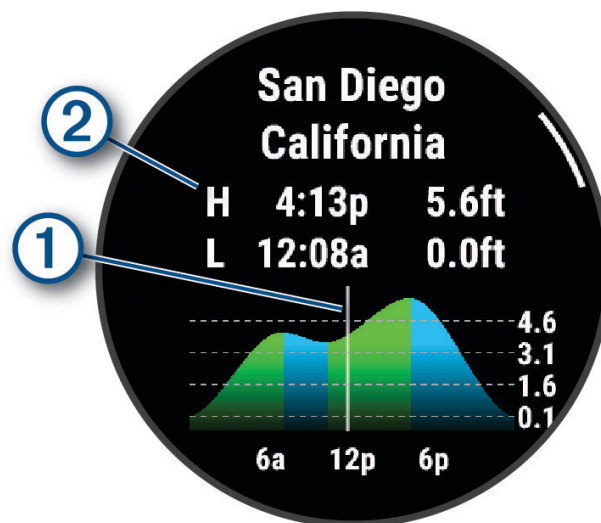 San Diego
California
2
H 4:13p 5.6ft
1
L 12:08a 0.0ft
4.6
3.1
1.6
0.1
6a 12p 6p